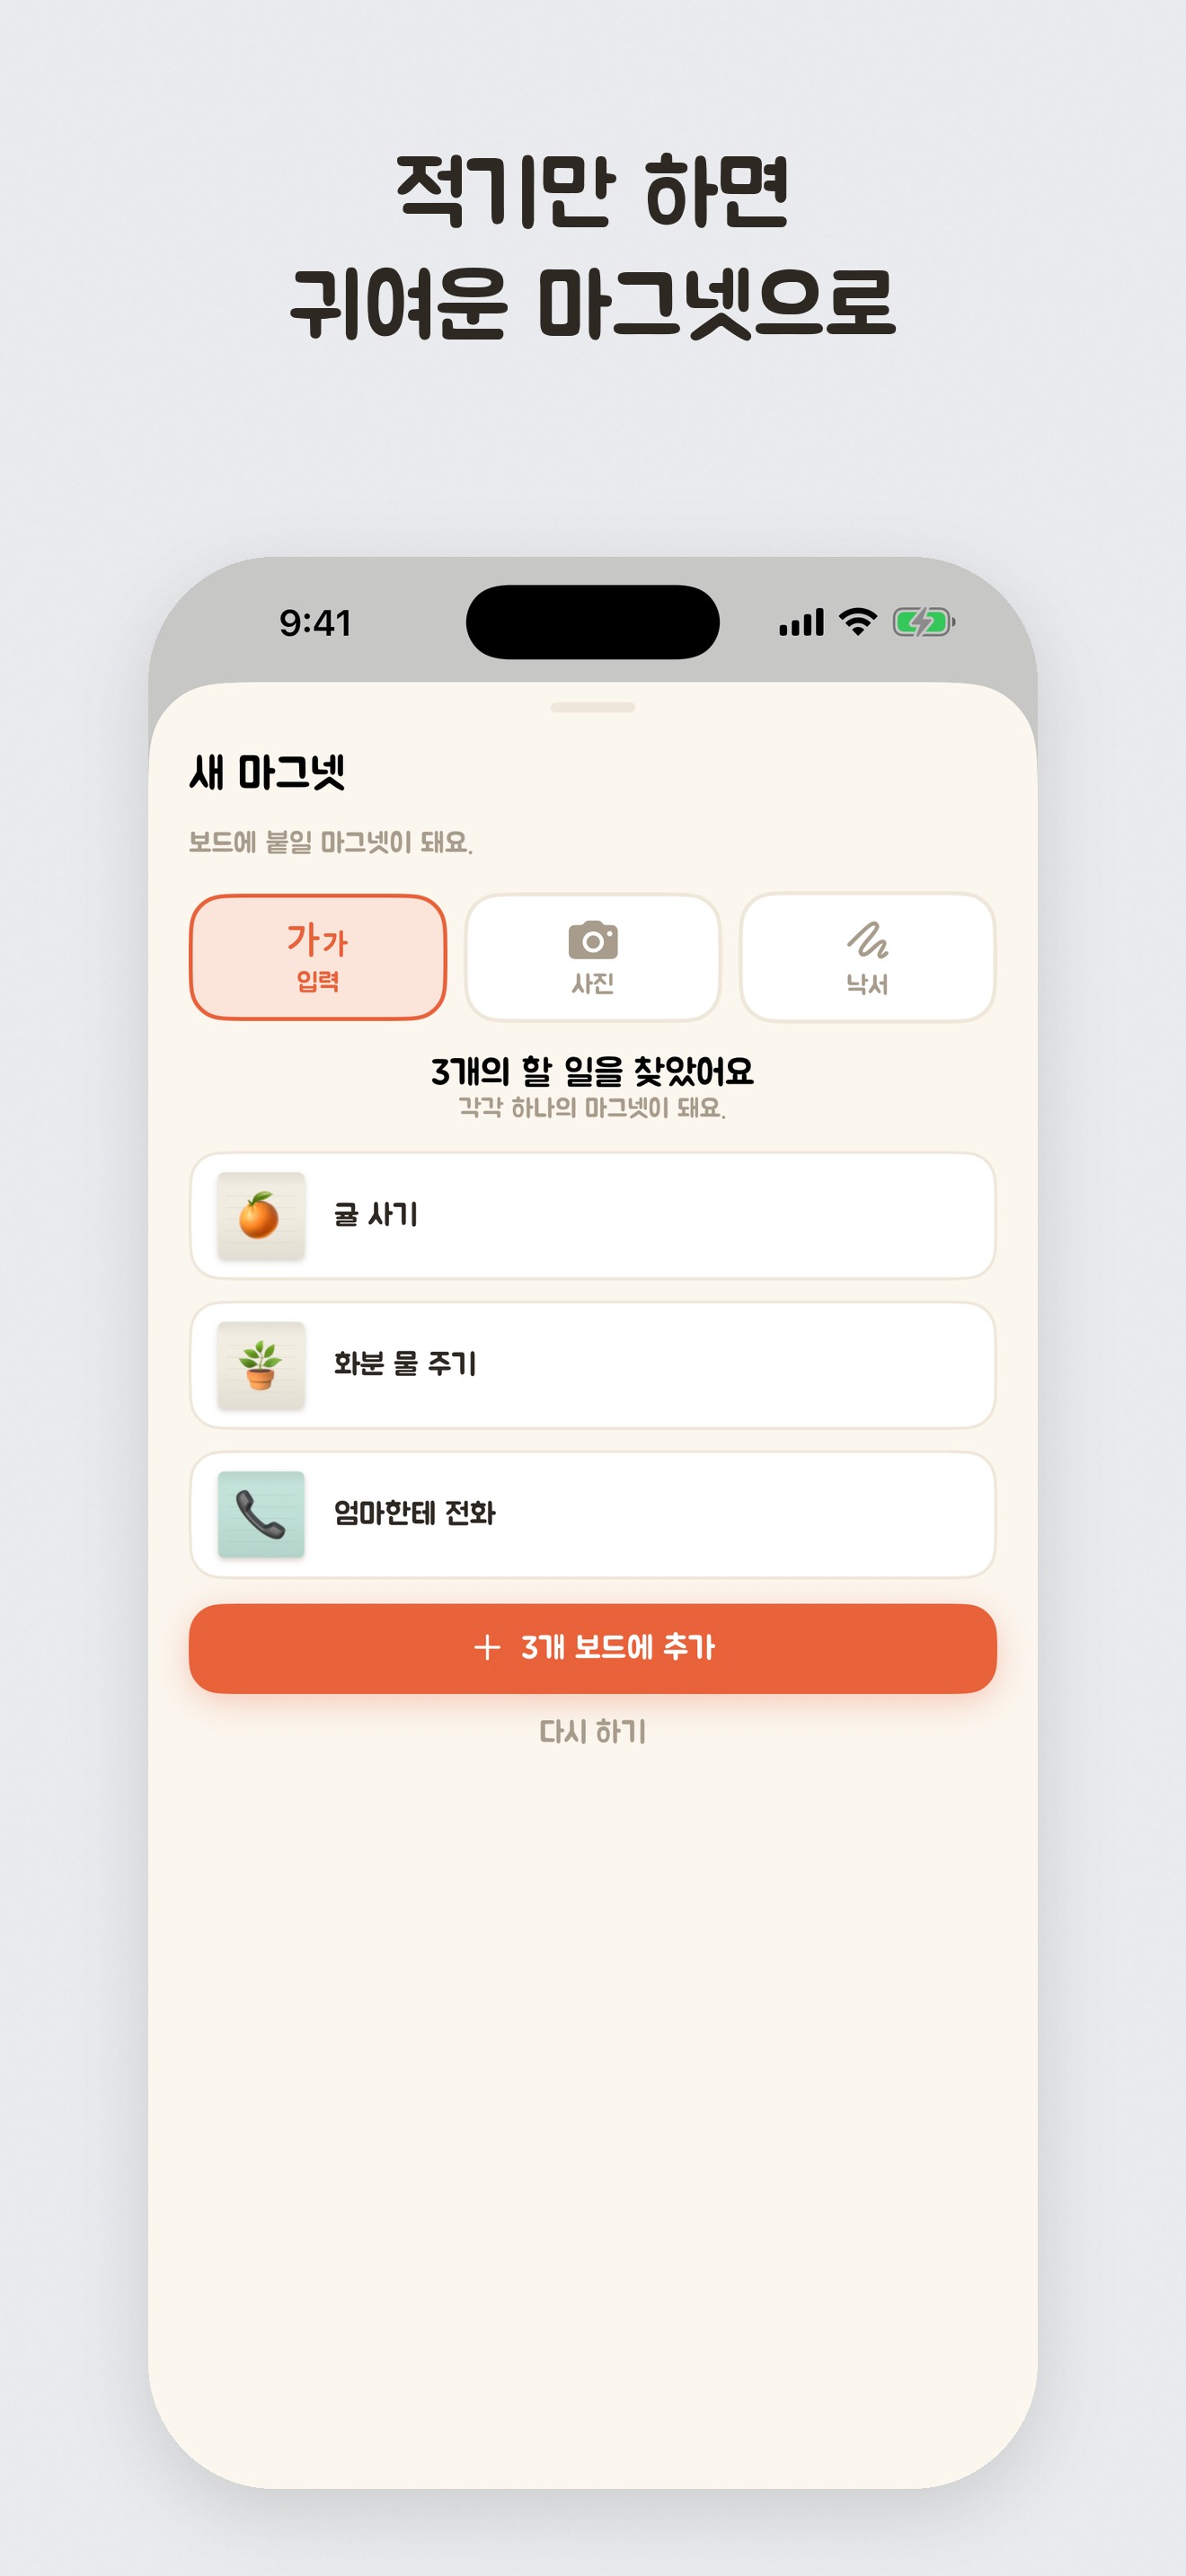 적기만 하면
귀여운 마그넷으로
9:41
새 마그넷
보드에 붙일 마그넷이 돼요.
가가
입력
사진
낙서
3개의 할 일을 찾았어요
각각 하나의 마그넷이 돼요.
귤 사기
화분 물 주기
엄마한테 전화
+ 3개 보드에 추가
다시 하기